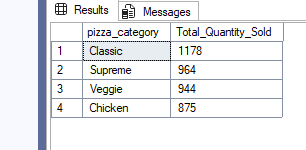 Results Messages
pizza_category Total_Quantity_Sold
1 Classic 1178
2 Supreme 964
3 Veggie 944
4 Chicken 875